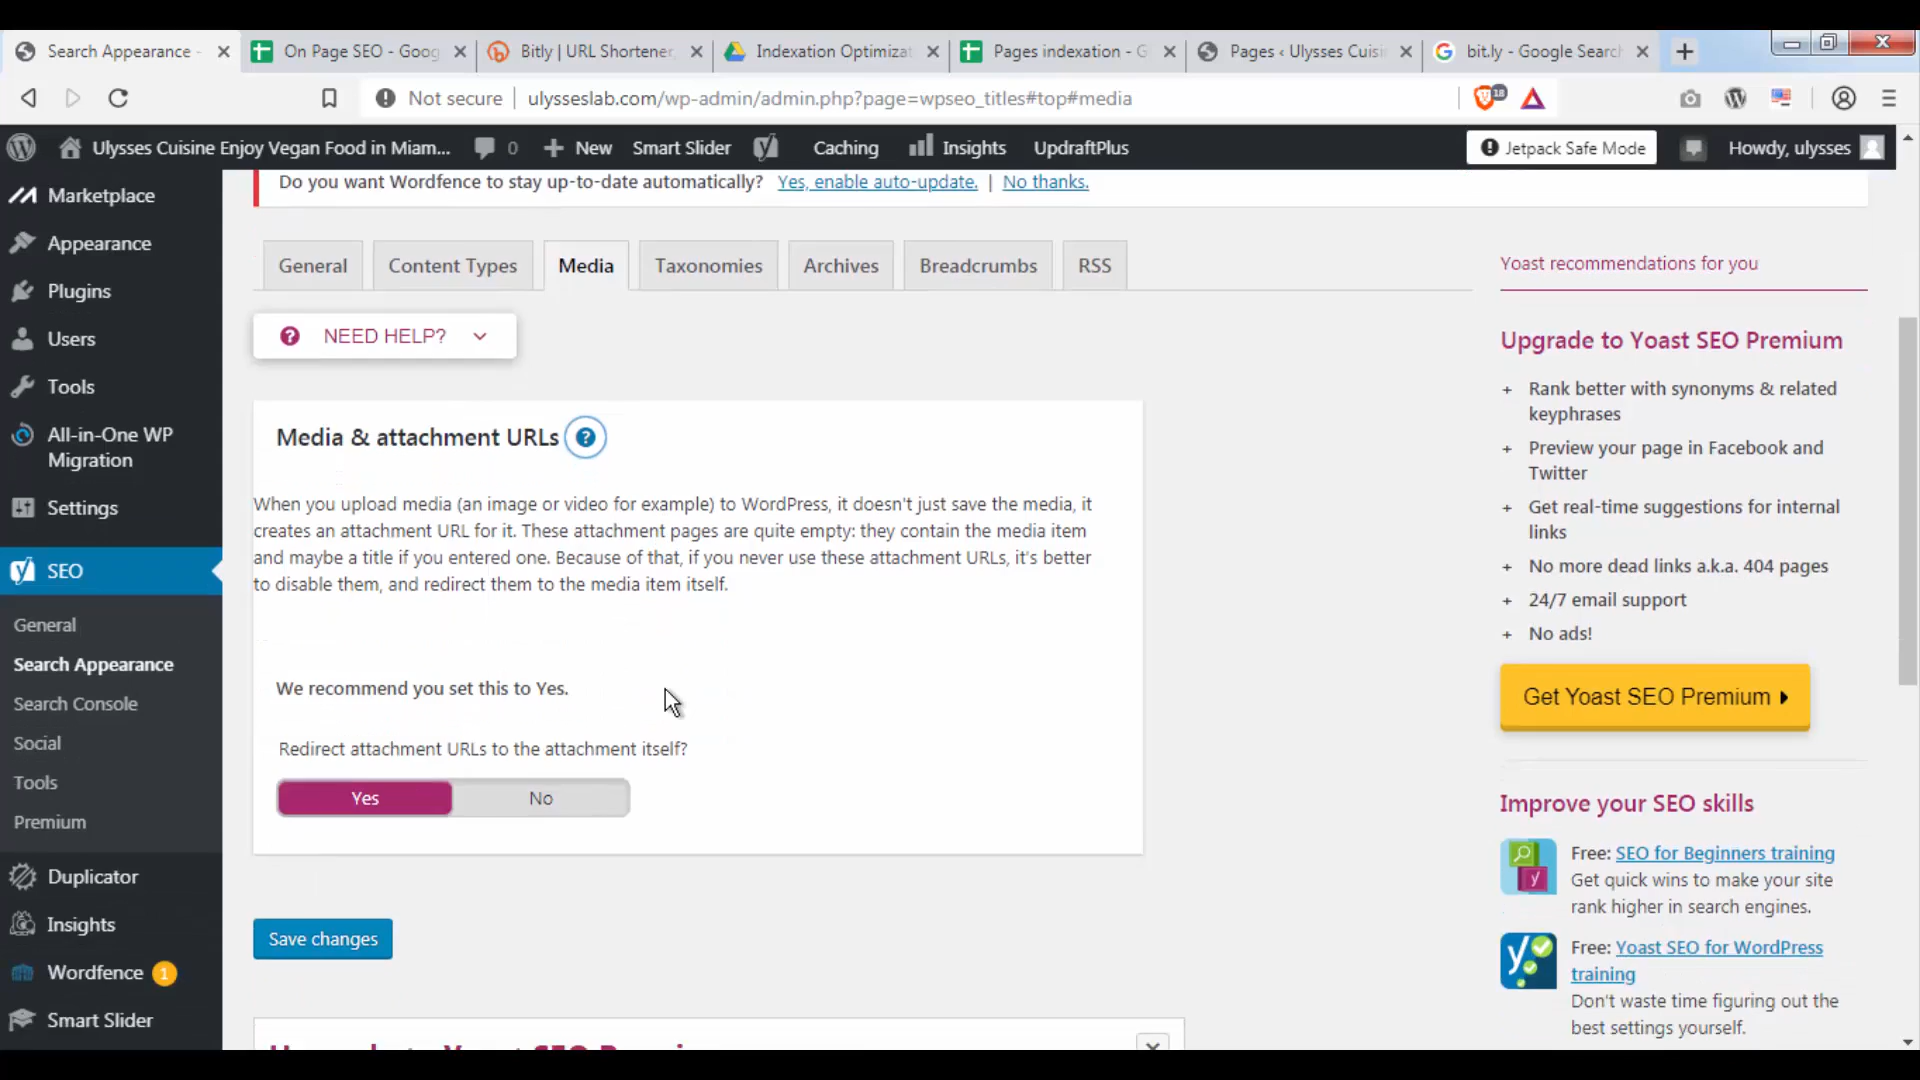 Search Appearance -
On Page SEO - Goog
Bitly | URL Shortener,
Indexation Optimizat
Pages indexation - G
Pages ‹ Ulysses Cuisi
bit.ly - Google Search
Not secure
ulysseslab.com/wp-admin/admin.php?page=wpseo_titles#top#media
18
Ulysses Cuisine Enjoy Vegan Food in Miam...
0
New
Smart Slider
Caching
Insights
UpdraftPlus
Jetpack Safe Mode
Howdy, ulysses
Marketplace
Appearance
Plugins
Users
Tools
All-in-One WP
Migration
Settings
SEO
General
Search Appearance
Search Console
Social
Tools
Premium
Duplicator
Insights
Wordfence 1
Smart Slider
Do you want Wordfence to stay up-to-date automatically? Yes, enable auto-update. | No thanks.
General
Content Types
Media
Taxonomies
Archives
Breadcrumbs
RSS
NEED HELP?
Media & attachment URLs
When you upload media (an image or video for example) to WordPress, it doesn't just save the media, it
creates an attachment URL for it. These attachment pages are quite empty: they contain the media item
and maybe a title if you entered one. Because of that, if you never use these attachment URLs, it's better
to disable them, and redirect them to the media item itself.
We recommend you set this to Yes.
Redirect attachment URLs to the attachment itself?
Yes
No
Save changes
Yoast recommendations for you
Upgrade to Yoast SEO Premium
+ Rank better with synonyms & related
keyphrases
+ Preview your page in Facebook and
Twitter
+ Get real-time suggestions for internal
links
+ No more dead links a.k.a. 404 pages
+ 24/7 email support
+ No ads!
Get Yoast SEO Premium
Improve your SEO skills
Free: SEO for Beginners training
Get quick wins to make your site
rank higher in search engines.
Free: Yoast SEO for WordPress
training
Don't waste time figuring out the
best settings yourself.